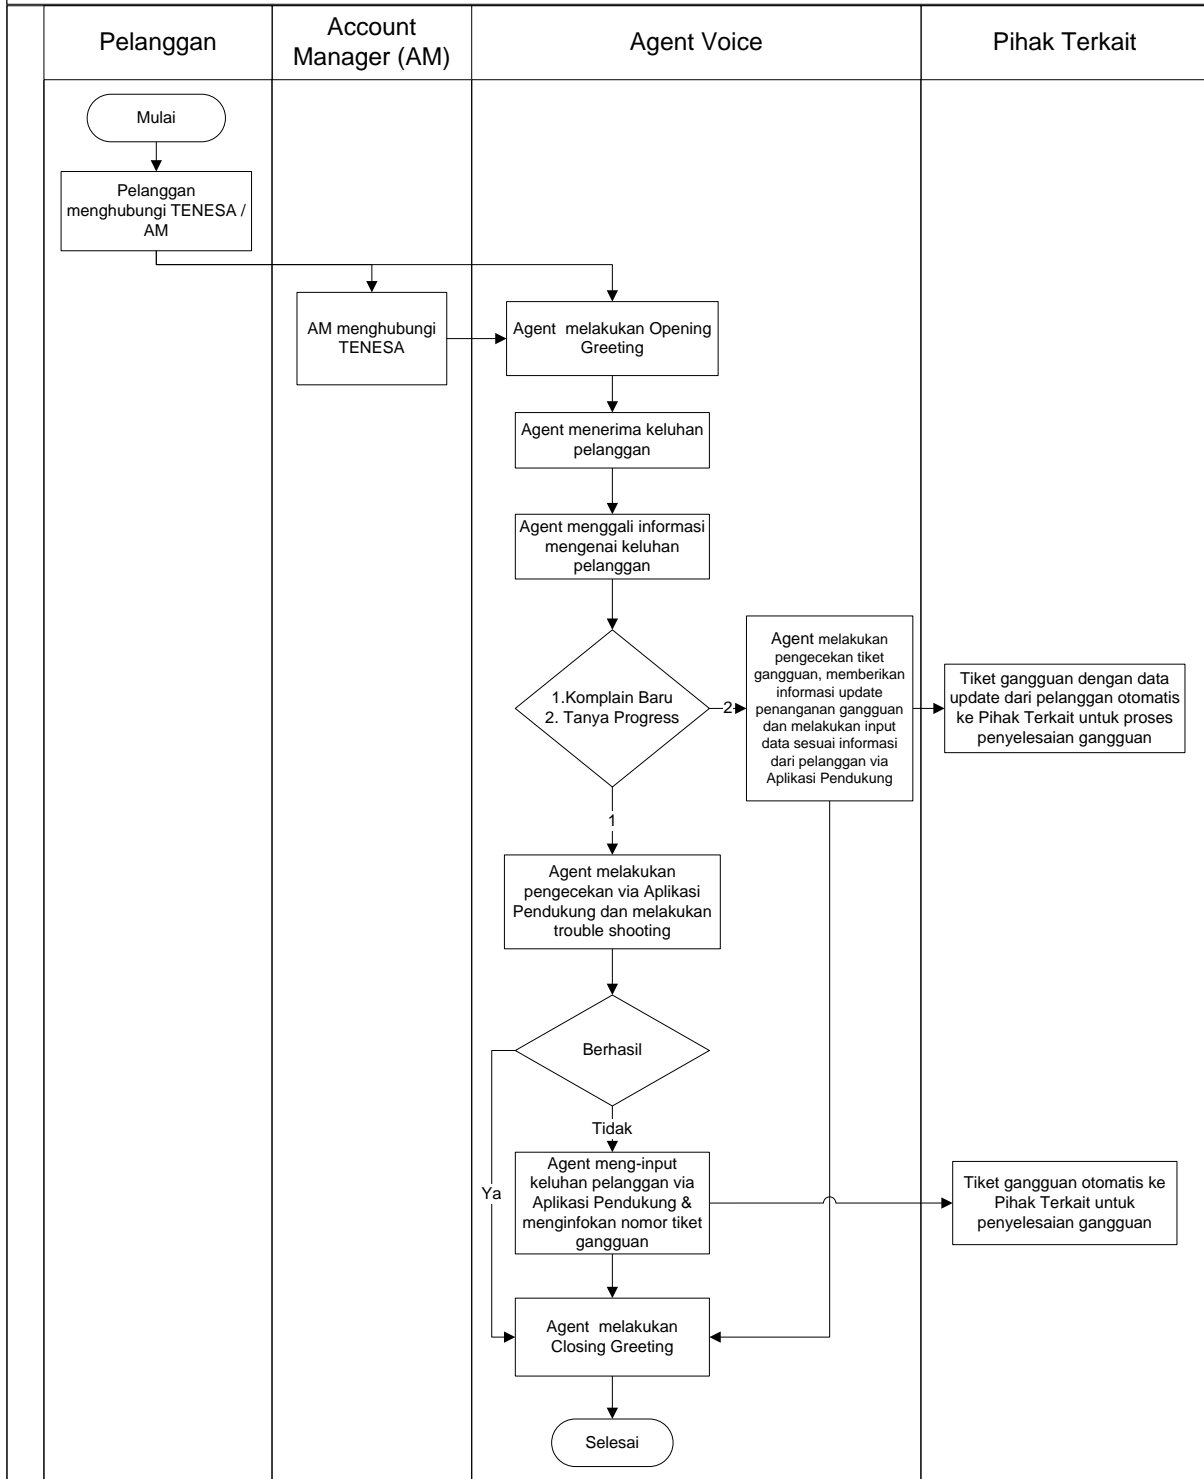 Pelanggan
Account
Manager (AM)
Agent Voice
Pihak Terkait
Mulai
Pelanggan
menghubungi TENESA /
AM
AM menghubungi
TENESA
Agent  melakukan Opening
Greeting
Agent menerima keluhan
pelanggan
Agent menggali informasi
mengenai keluhan
pelanggan
1.Komplain Baru
2. Tanya Progress
2
Agent melakukan
pengecekan tiket
gangguan, memberikan
informasi update
penanganan gangguan
dan melakukan input
data sesuai informasi
dari pelanggan via
Aplikasi Pendukung
Tiket gangguan dengan data
update dari pelanggan otomatis
ke Pihak Terkait untuk proses
penyelesaian gangguan
1
Agent melakukan
pengecekan via Aplikasi
Pendukung dan melakukan
trouble shooting
Berhasil
Tidak
Ya
Agent meng-input
keluhan pelanggan via
Aplikasi Pendukung &
menginfokan nomor tiket
gangguan
Tiket gangguan otomatis ke
Pihak Terkait untuk
penyelesaian gangguan
Agent  melakukan
Closing Greeting
Selesai